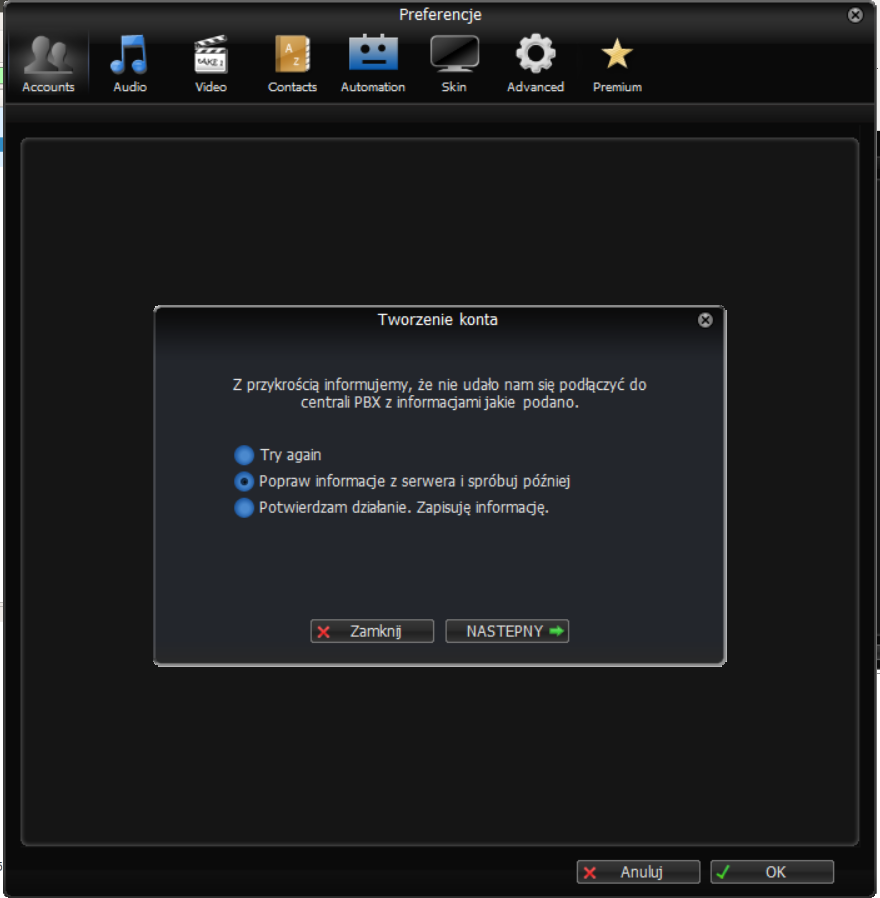 Preferencje
Accounts Audio Video Contacts Automation Skin Advanced Premium
TAKE 1
A
Z
Tworzenie konta
Z przykrością informujemy, że nie udało nam się podłączyć do
centrali PBX z informacjami jakie podano.
Try again
Popraw informacje z serwera i spróbuj później
Potwierdzam działanie. Zapisuję informację.
Zamknij NASTEPNY
Anuluj OK